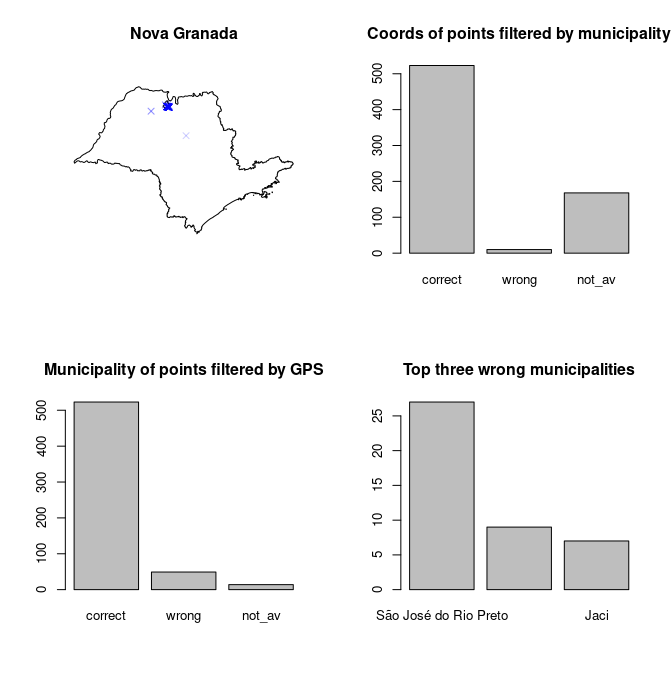 Nova Granada
Coords of points filtered by municipality
500
400
300
200
100
0
correct wrong not_av
Municipality of points filtered by GPS
500
400
300
200
100
0
correct wrong not_av
Top three wrong municipalities
25
20
15
10
5
0
São José do Rio Preto Jaci